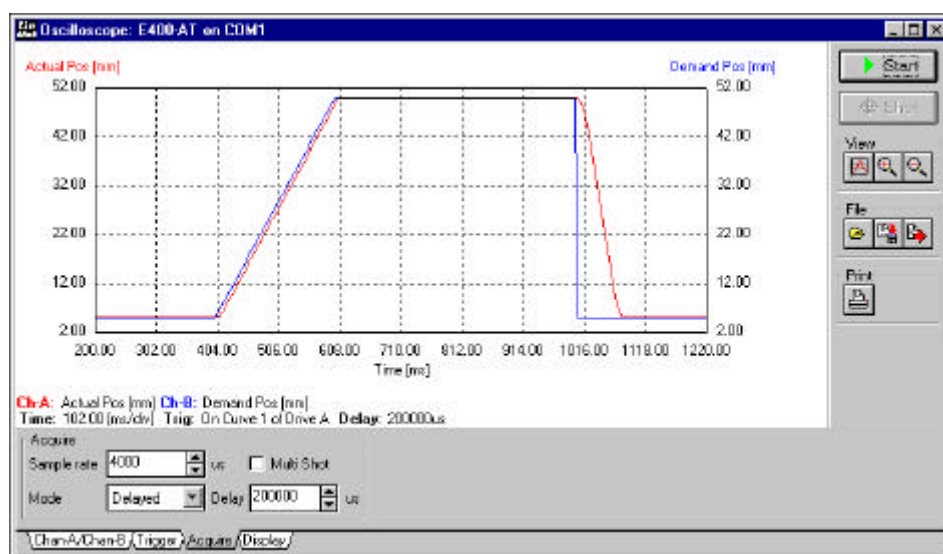 Oscilloscope: E400-AT on COM1
Actual Pos [mm]
Demand Pos [mm]
52.00
42.00
32.00
22.00
12.00
2.00
52.00
42.00
32.00
22.00
12.00
2.00
200.00 302.00 404.00 506.00 608.00 710.00 812.00 914.00 1016.00 1118.00 1220.00
Time [ms]
Ch-A: Actual Pos [mm] Ch-B: Demand Pos [mm]
Time: 102.00 [ms/div] Trig: On Curve 1 of Drive A Delay: 200000us
Start
Shot
View
File
Print
Acquire
Sample rate 4000 us Multi Shot
Mode Delayed Delay 200000 us
Chan-A/Chan-B Trigger Acquire Display